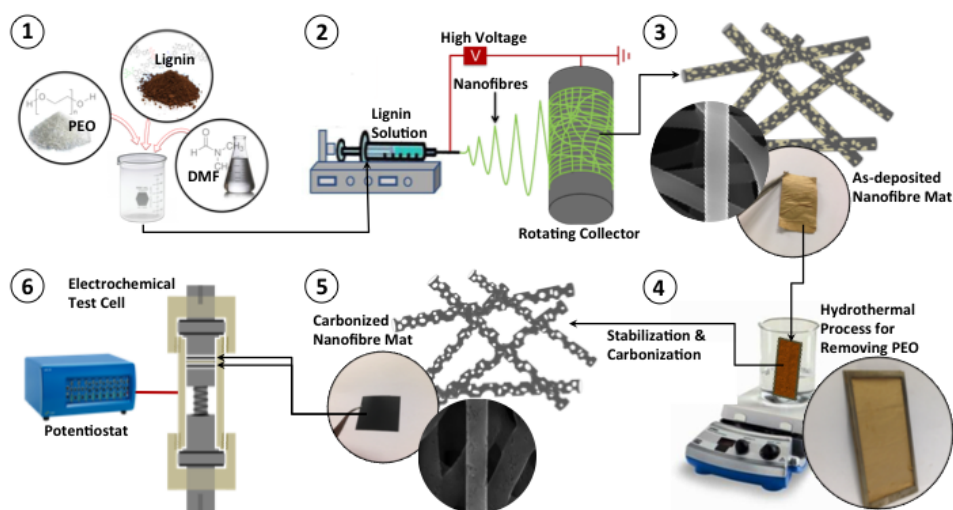 1
Lignin
PEO
DMF
2
High Voltage
V
Nanofibres
Lignin
Solution
Rotating Collector
3
As-deposited
Nanofibre Mat
4
Hydrothermal
Process for
Removing PEO
Stabilization &
Carbonization
5
Carbonized
Nanofibre Mat
6
Electrochemical
Test Cell
Potentiostat